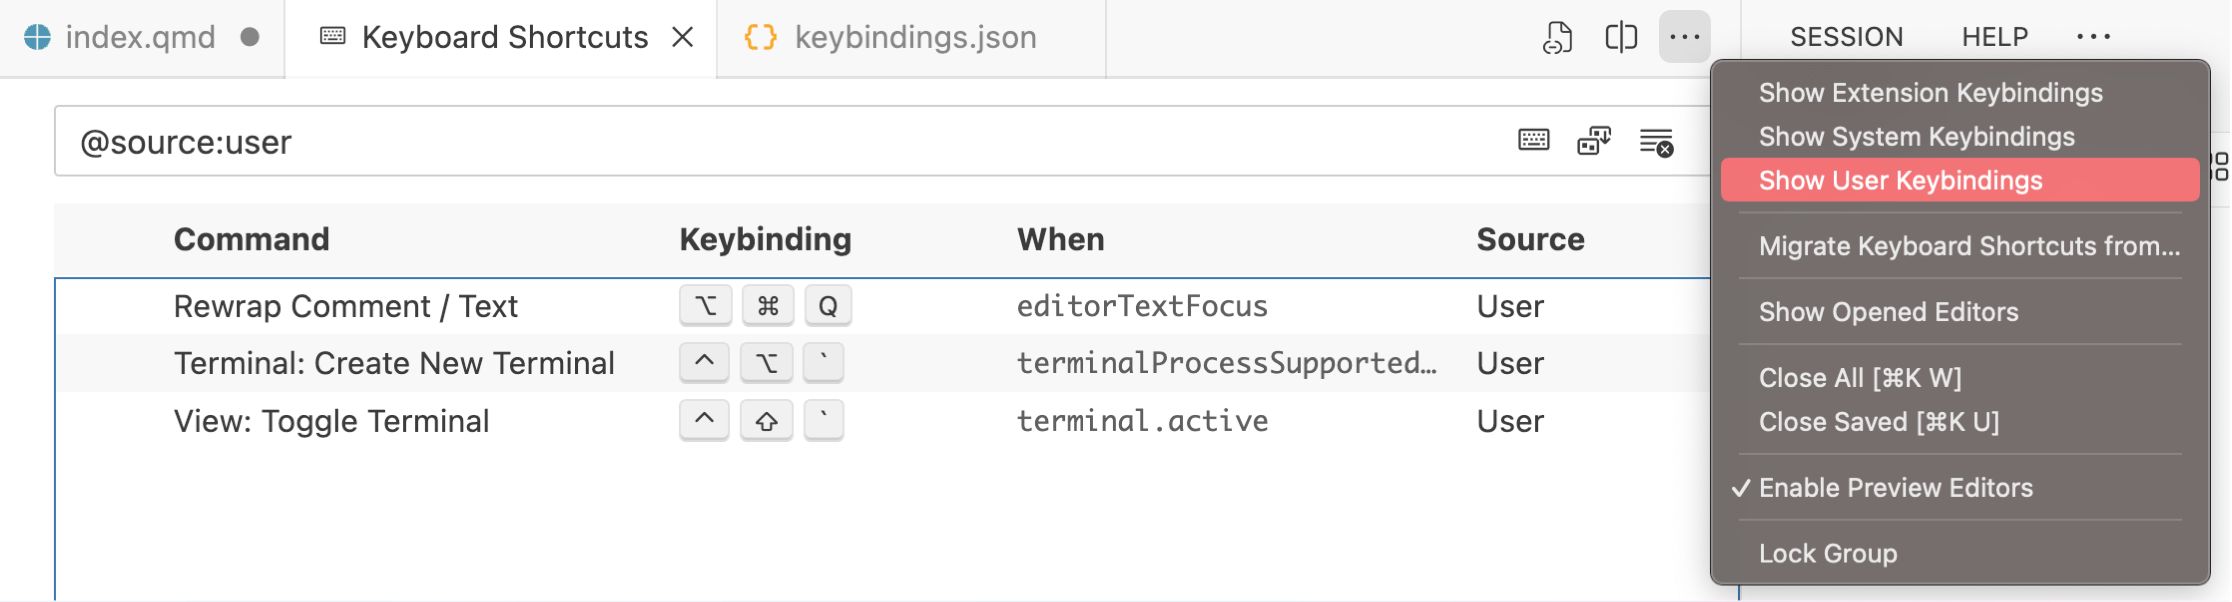 index.qmd
Keyboard Shortcuts
keybindings.json
SESSION
HELP
@source:user
Command Keybinding When Source
Rewrap Comment / Text ⌥ ⌘ Q editorTextFocus User
Terminal: Create New Terminal ^ ⌥ ` terminalProcessSupported… User
View: Toggle Terminal ^ ⇧ ` terminal.active User
Show Extension Keybindings
Show System Keybindings
Show User Keybindings
Migrate Keyboard Shortcuts from...
Show Opened Editors
Close All [⌘K W]
Close Saved [⌘K U]
✓ Enable Preview Editors
Lock Group